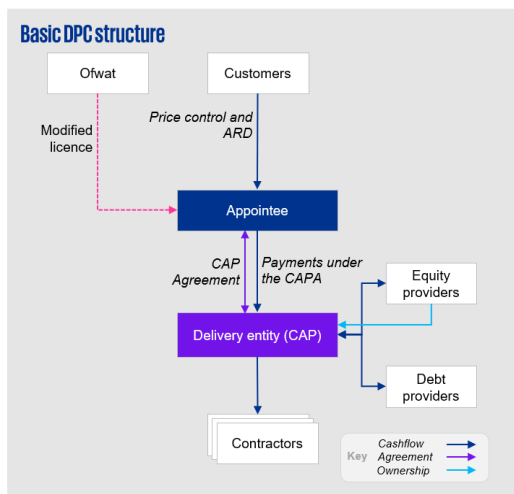 Basic DPC structure
Ofwat
Customers
Modified
licence
Price control and
ARD
Appointee
CAP
Agreement
Payments under
the CAPA
Equity
providers
Delivery entity (CAP)
Debt
providers
Contractors
Key
Cashflow
Agreement
Ownership